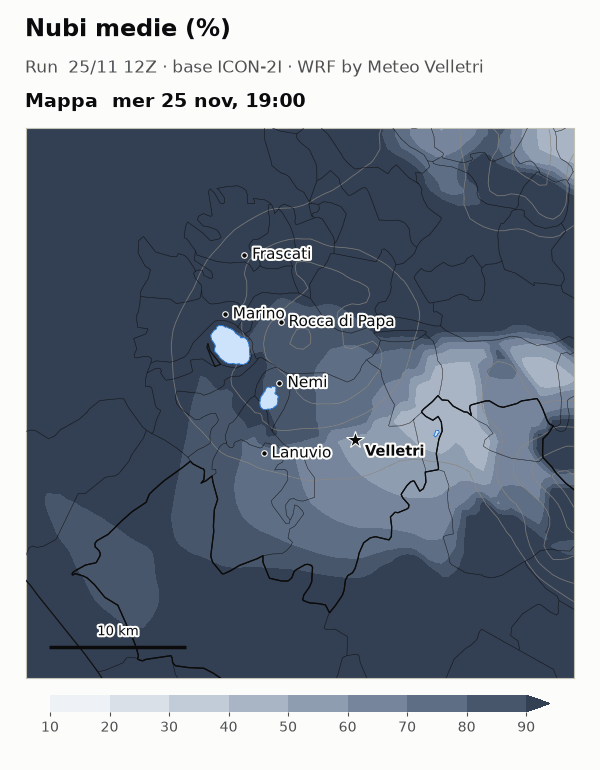 Nubi medie (%)
Run  25/11 12Z · base ICON-2I · WRF by Meteo Velletri
Mappa  mer 25 nov, 19:00
Frascati
Marino
Rocca di Papa
Nemi
Velletri
Lanuvio
10 km
10 20 30 40 50 60 70 80 90